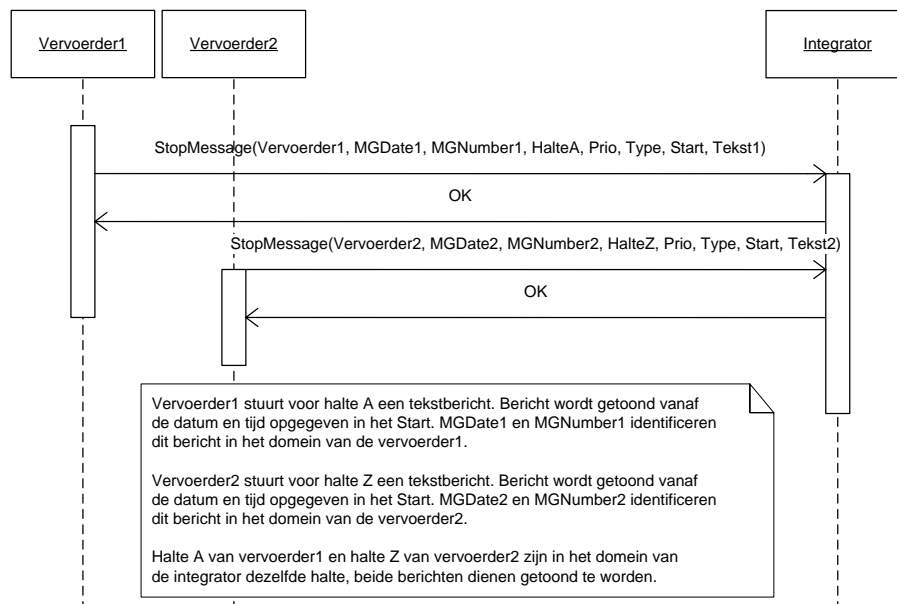 Vervoerder1
Vervoerder2
Integrator
StopMessage(Vervoerder1, MGDate1, MGNumber1, HalteA, Prio, Type, Start, Tekst1)
OK
StopMessage(Vervoerder2, MGDate2, MGNumber2, HalteZ, Prio, Type, Start, Tekst2)
OK
Vervoerder1 stuurt voor halte A een tekstbericht. Bericht wordt getoond vanaf
de datum en tijd opgegeven in het Start. MGDate1 en MGNumber1 identificeren
dit bericht in het domein van de vervoerder1.
Vervoerder2 stuurt voor halte Z een tekstbericht. Bericht wordt getoond vanaf
de datum en tijd opgegeven in het Start. MGDate2 en MGNumber2 identificeren
dit bericht in het domein van de vervoerder2.
Halte A van vervoerder1 en halte Z van vervoerder2 zijn in het domein van
de integrator dezelfde halte, beide berichten dienen getoond te worden.